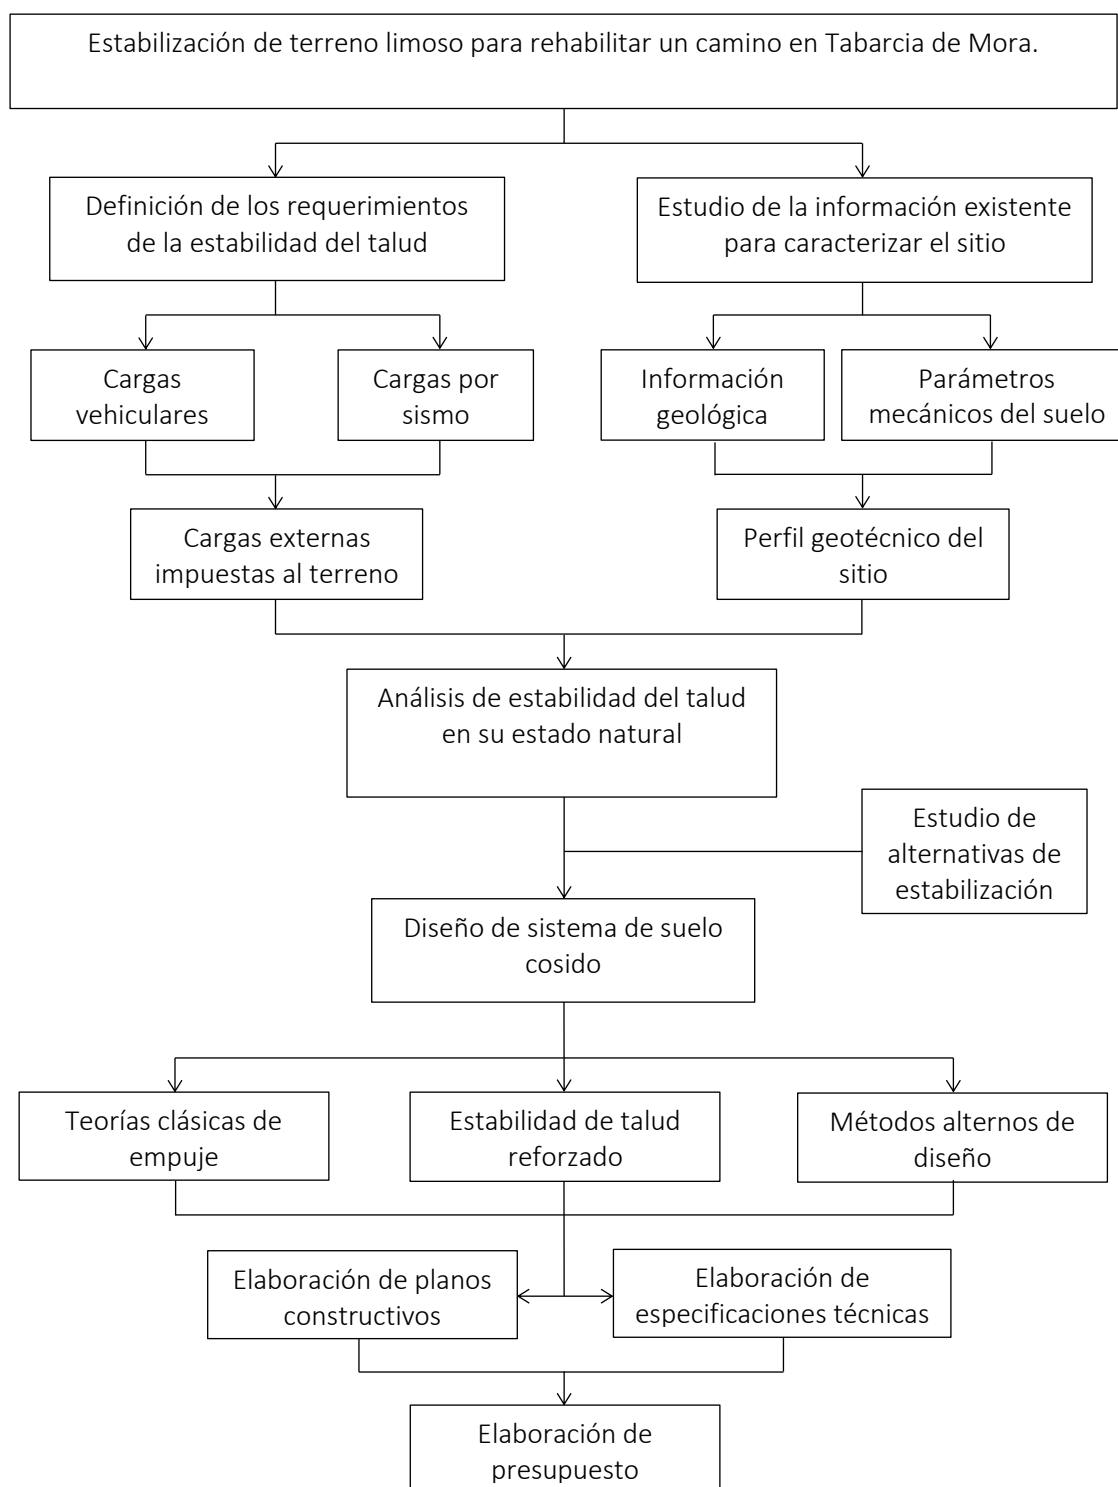 Estabilización de terreno limoso para rehabilitar un camino en Tabarcia de Mora.
Definición de los requerimientos
de la estabilidad del talud
Estudio de la información existente
para caracterizar el sitio
Cargas
vehiculares
Cargas por
sismo
Información
geológica
Parámetros
mecánicos del suelo
Cargas externas
impuestas al terreno
Perfil geotécnico del
sitio
Análisis de estabilidad del talud
en su estado natural
Estudio de
alternativas de
estabilización
Diseño de sistema de suelo
cosido
Teorías clásicas de
empuje
Estabilidad de talud
reforzado
Métodos alternos de
diseño
Elaboración de planos
constructivos
Elaboración de
especificaciones técnicas
Elaboración de
presupuesto